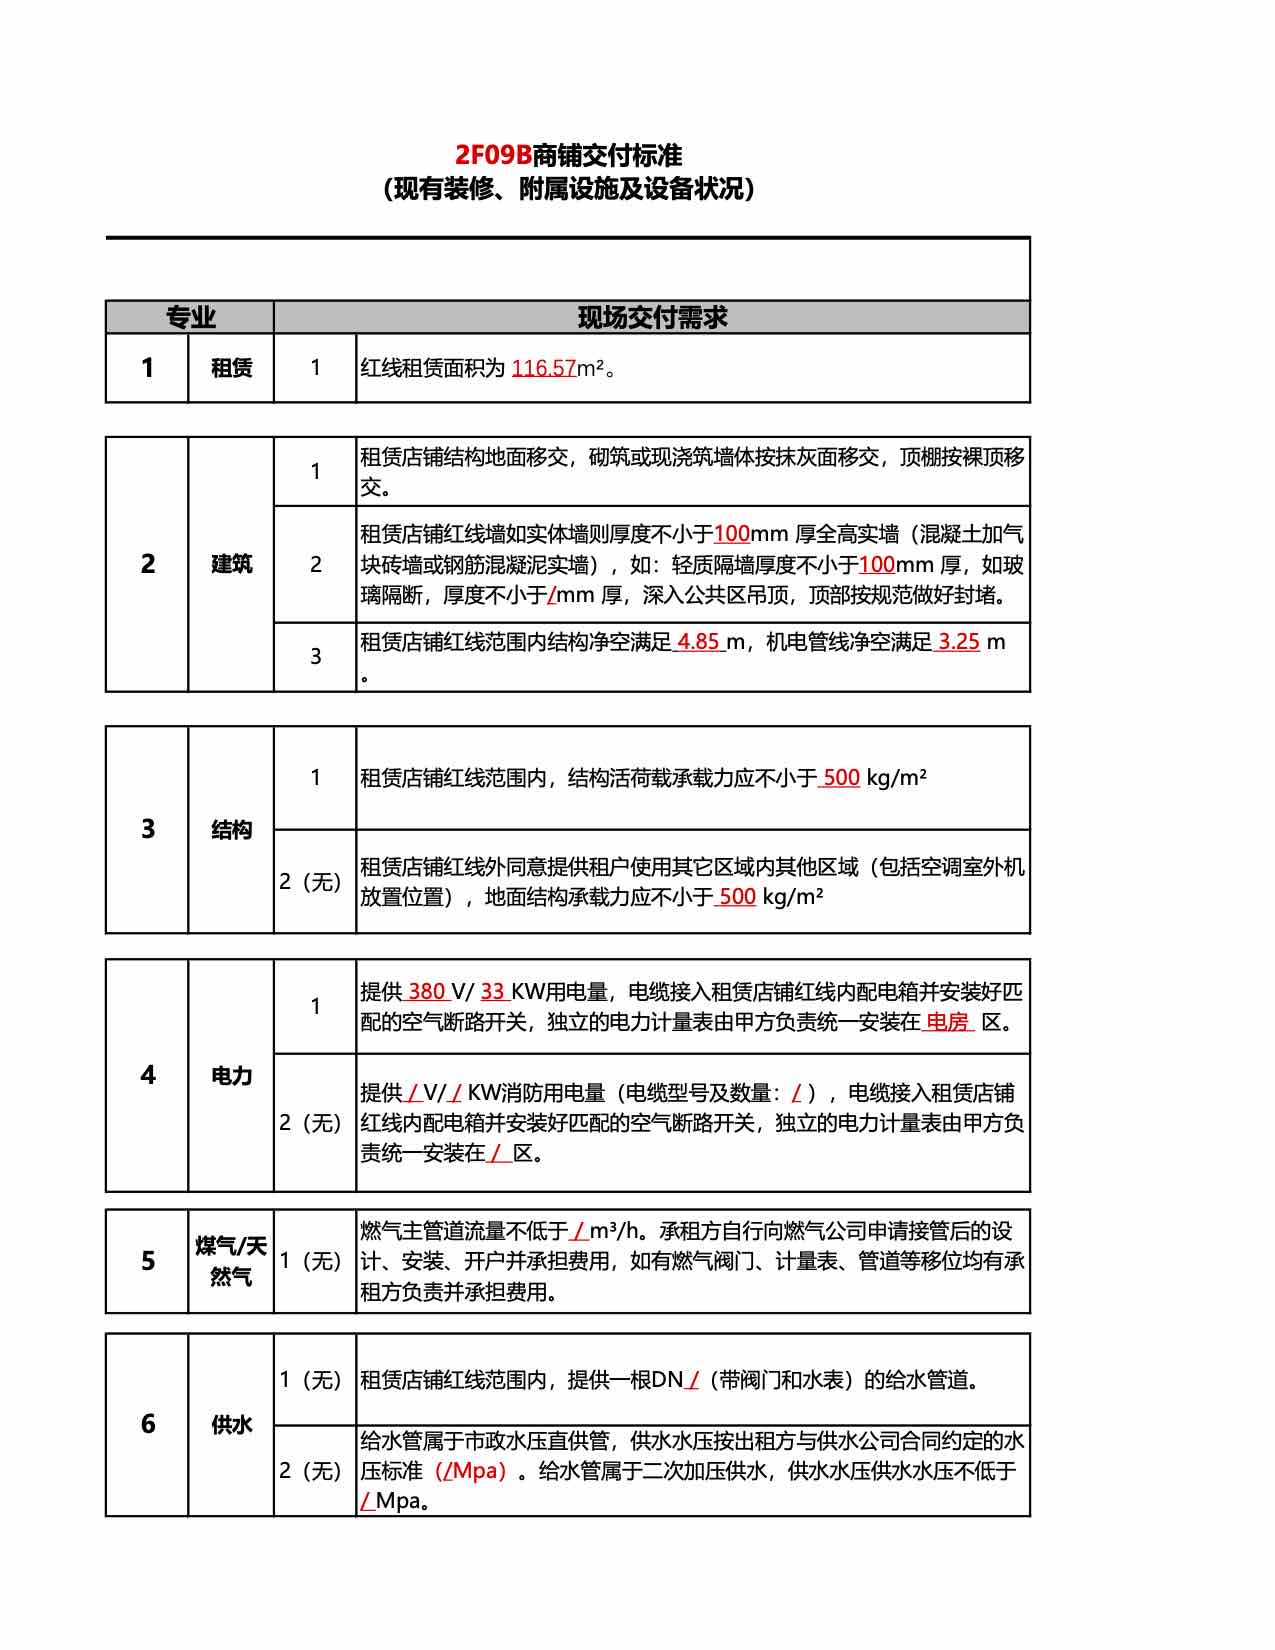 2F09B商铺交付标准
（现有装修、附属设施及设备状况）
专业
现场交付需求
1
租赁
1
红线租赁面积为 116.57m²。
2
建筑
1
租赁店铺结构地面移交，砌筑或现浇筑墙体按抹灰面移交，顶棚按裸顶移
交。
2
租赁店铺红线墙如实体墙则厚度不小于100mm 厚全高实墙（混凝土加气
块砖墙或钢筋混凝泥实墙），如：轻质隔墙厚度不小于100mm 厚，如玻
璃隔断，厚度不小于/mm 厚，深入公共区吊顶，顶部按规范做好封堵。
3
租赁店铺红线范围内结构净空满足 4.85 m，机电管线净空满足 3.25 m
。
3
结构
1
租赁店铺红线范围内，结构活荷载承载力应不小于 500 kg/m²
2（无）
租赁店铺红线外同意提供租户使用其它区域内其他区域（包括空调室外机
放置位置），地面结构承载力应不小于 500 kg/m²
4
电力
1
提供 380 V/ 33 KW用电量，电缆接入租赁店铺红线内配电箱并安装好匹
配的空气断路开关，独立的电力计量表由甲方负责统一安装在 电房 区。
2（无）
提供 / V/ / KW消防用电量（电缆型号及数量：/ ），电缆接入租赁店铺
红线内配电箱并安装好匹配的空气断路开关，独立的电力计量表由甲方负
责统一安装在 / 区。
5
煤气/天
然气
1（无）
燃气主管道流量不低于 / m³/h。承租方自行向燃气公司申请接管后的设
计、安装、开户并承担费用，如有燃气阀门、计量表、管道等移位均有承
租方负责并承担费用。
6
供水
1（无）
租赁店铺红线范围内，提供一根DN /（带阀门和水表）的给水管道。
2（无）
给水管属于市政水压直供管，供水水压按出租方与供水公司合同约定的水
压标准（/Mpa）。给水管属于二次加压供水，供水水压供水水压不低于
/ Mpa。